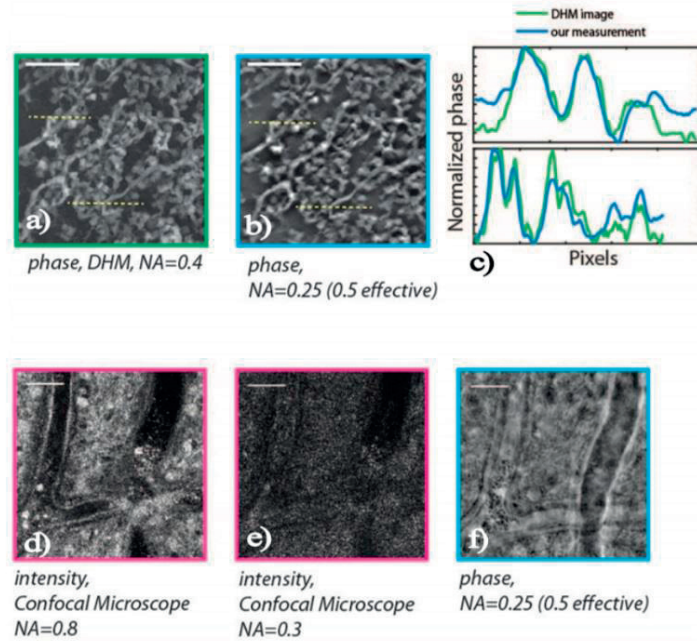 DHM image
our measurement
Normalized phase
a)
b)
c)
Pixels
phase, DHM, NA=0.4
phase,
NA=0.25 (0.5 effective)
d)
e)
f)
intensity,
Confocal Microscope
NA=0.8
intensity,
Confocal Microscope
NA=0.3
phase,
NA=0.25 (0.5 effective)